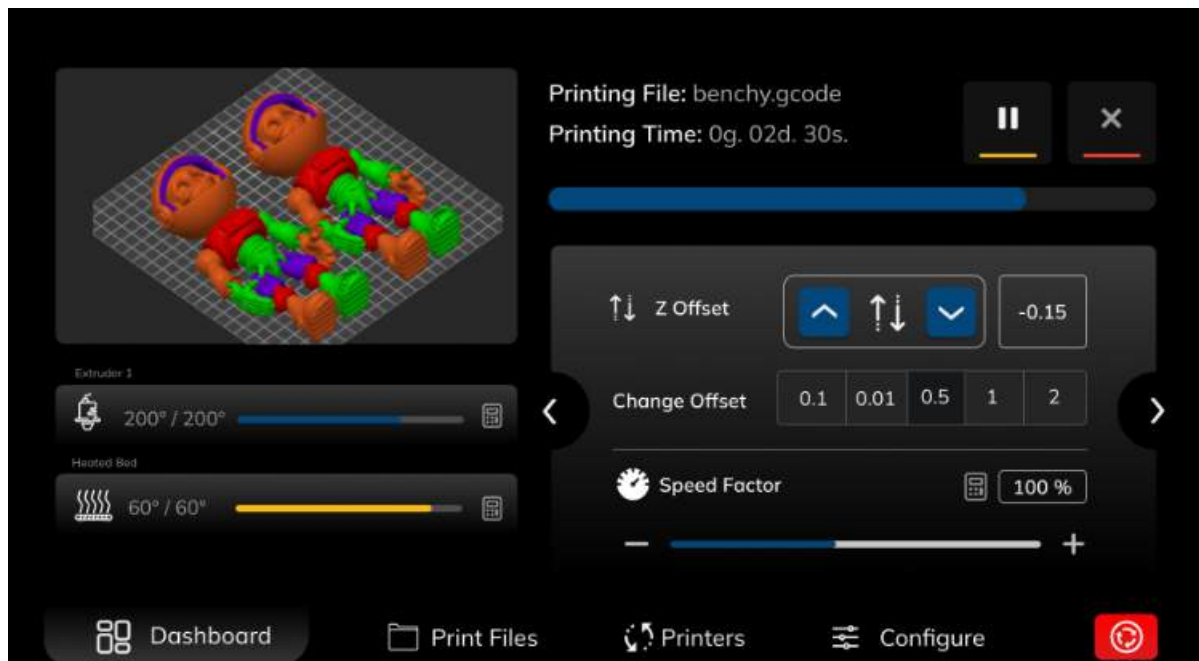 Printing File: benchy.gcode
Printing Time: 0g. 02d. 30s.
Z Offset
-0.15
Change Offset
0.1 0.01 0.5 1 2
Speed Factor
100 %
Extruder 1
200° / 200°
Heated Bed
60° / 60°
Dashboard
Print Files
Printers
Configure